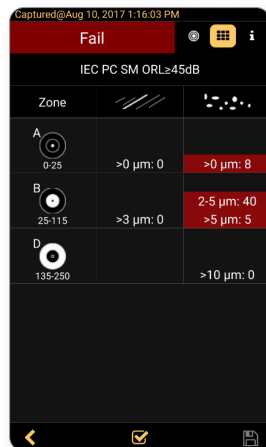 Captured@Aug 10, 2017 1:16:03 PM
Fail
i
IEC PC SM ORL≥45dB
Zone
A
0-25
>0 µm: 0
>0 µm: 8
B
25-115
>3 µm: 0
2-5 µm: 40
>5 µm: 5
D
135-250
>10 µm: 0